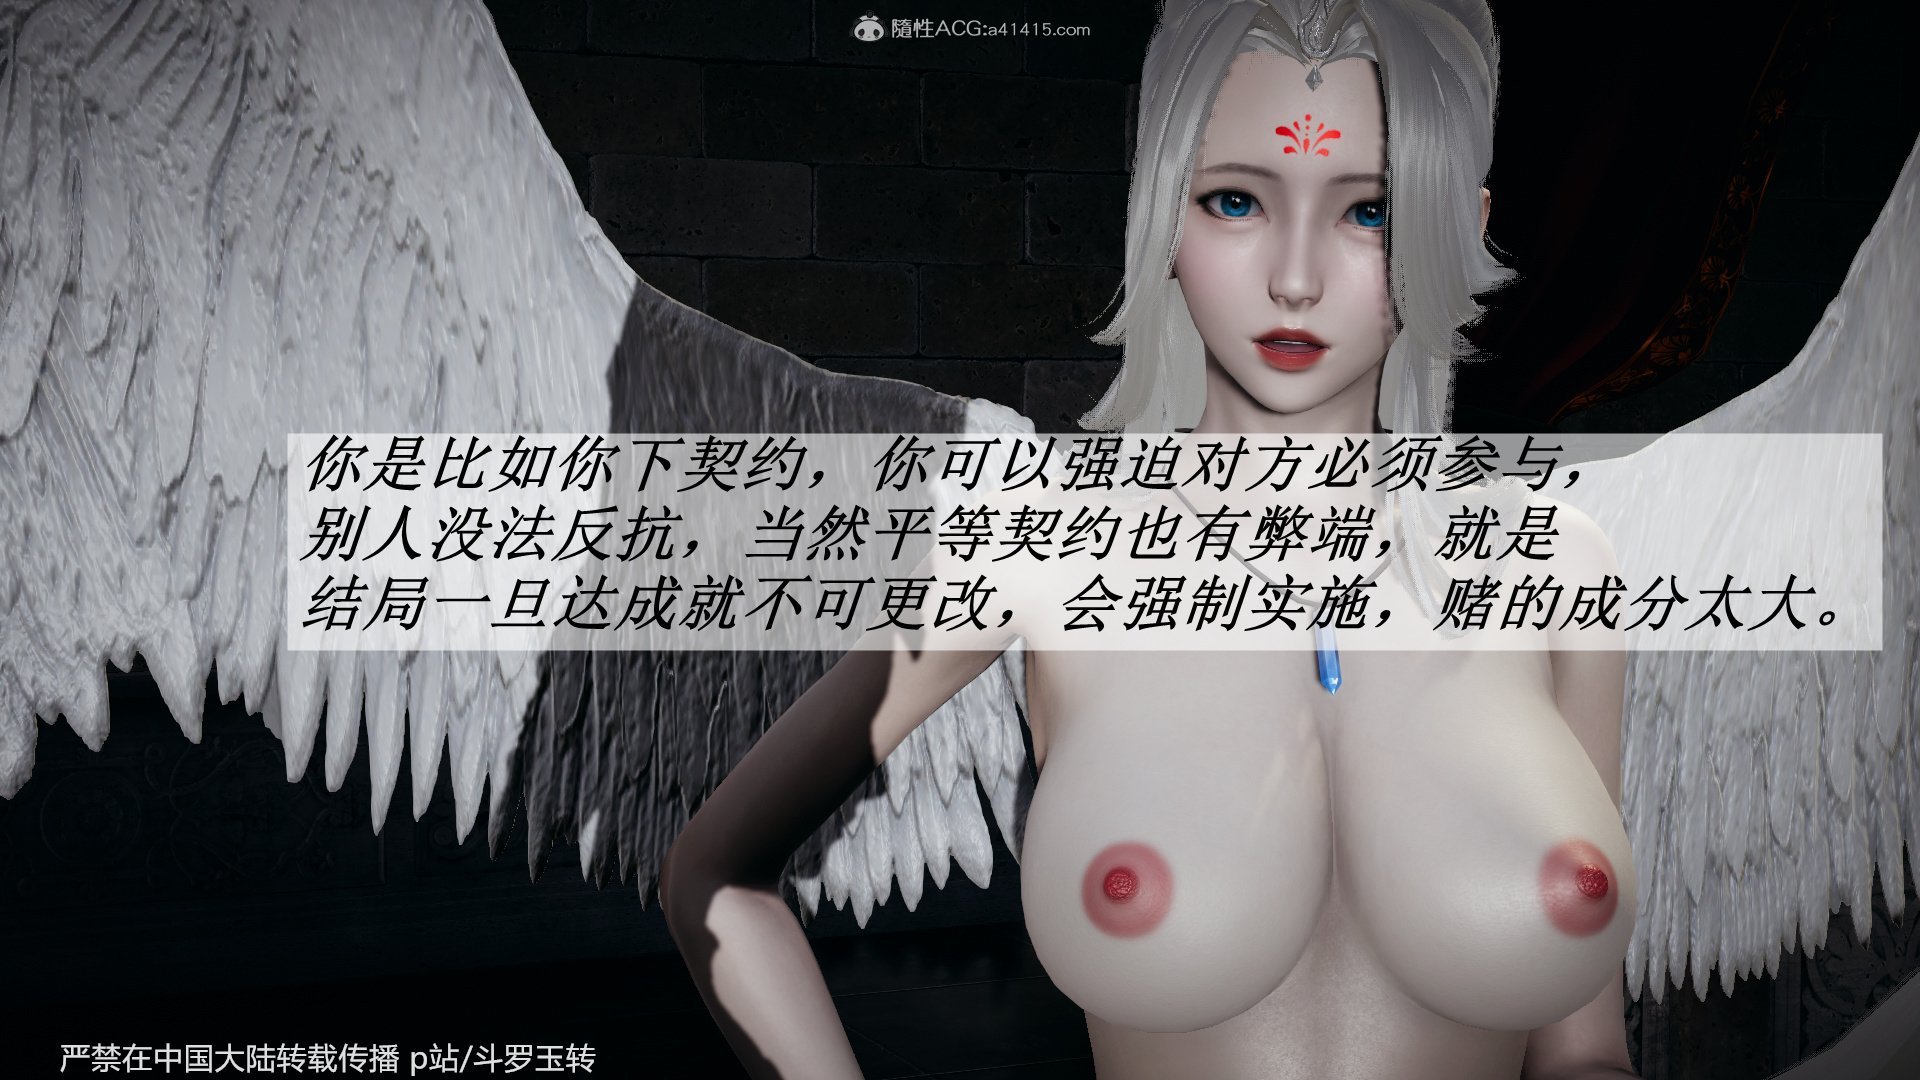 隨性ACG:a41415.com
你是比如你下契约，你可以强迫对方必须参与，
别人没法反抗，当然平等契约也有弊端，就是
结局一旦达成就不可更改，会强制实施，赌的成分太大。
严禁在中国大陆转载传播 p站/斗罗玉转